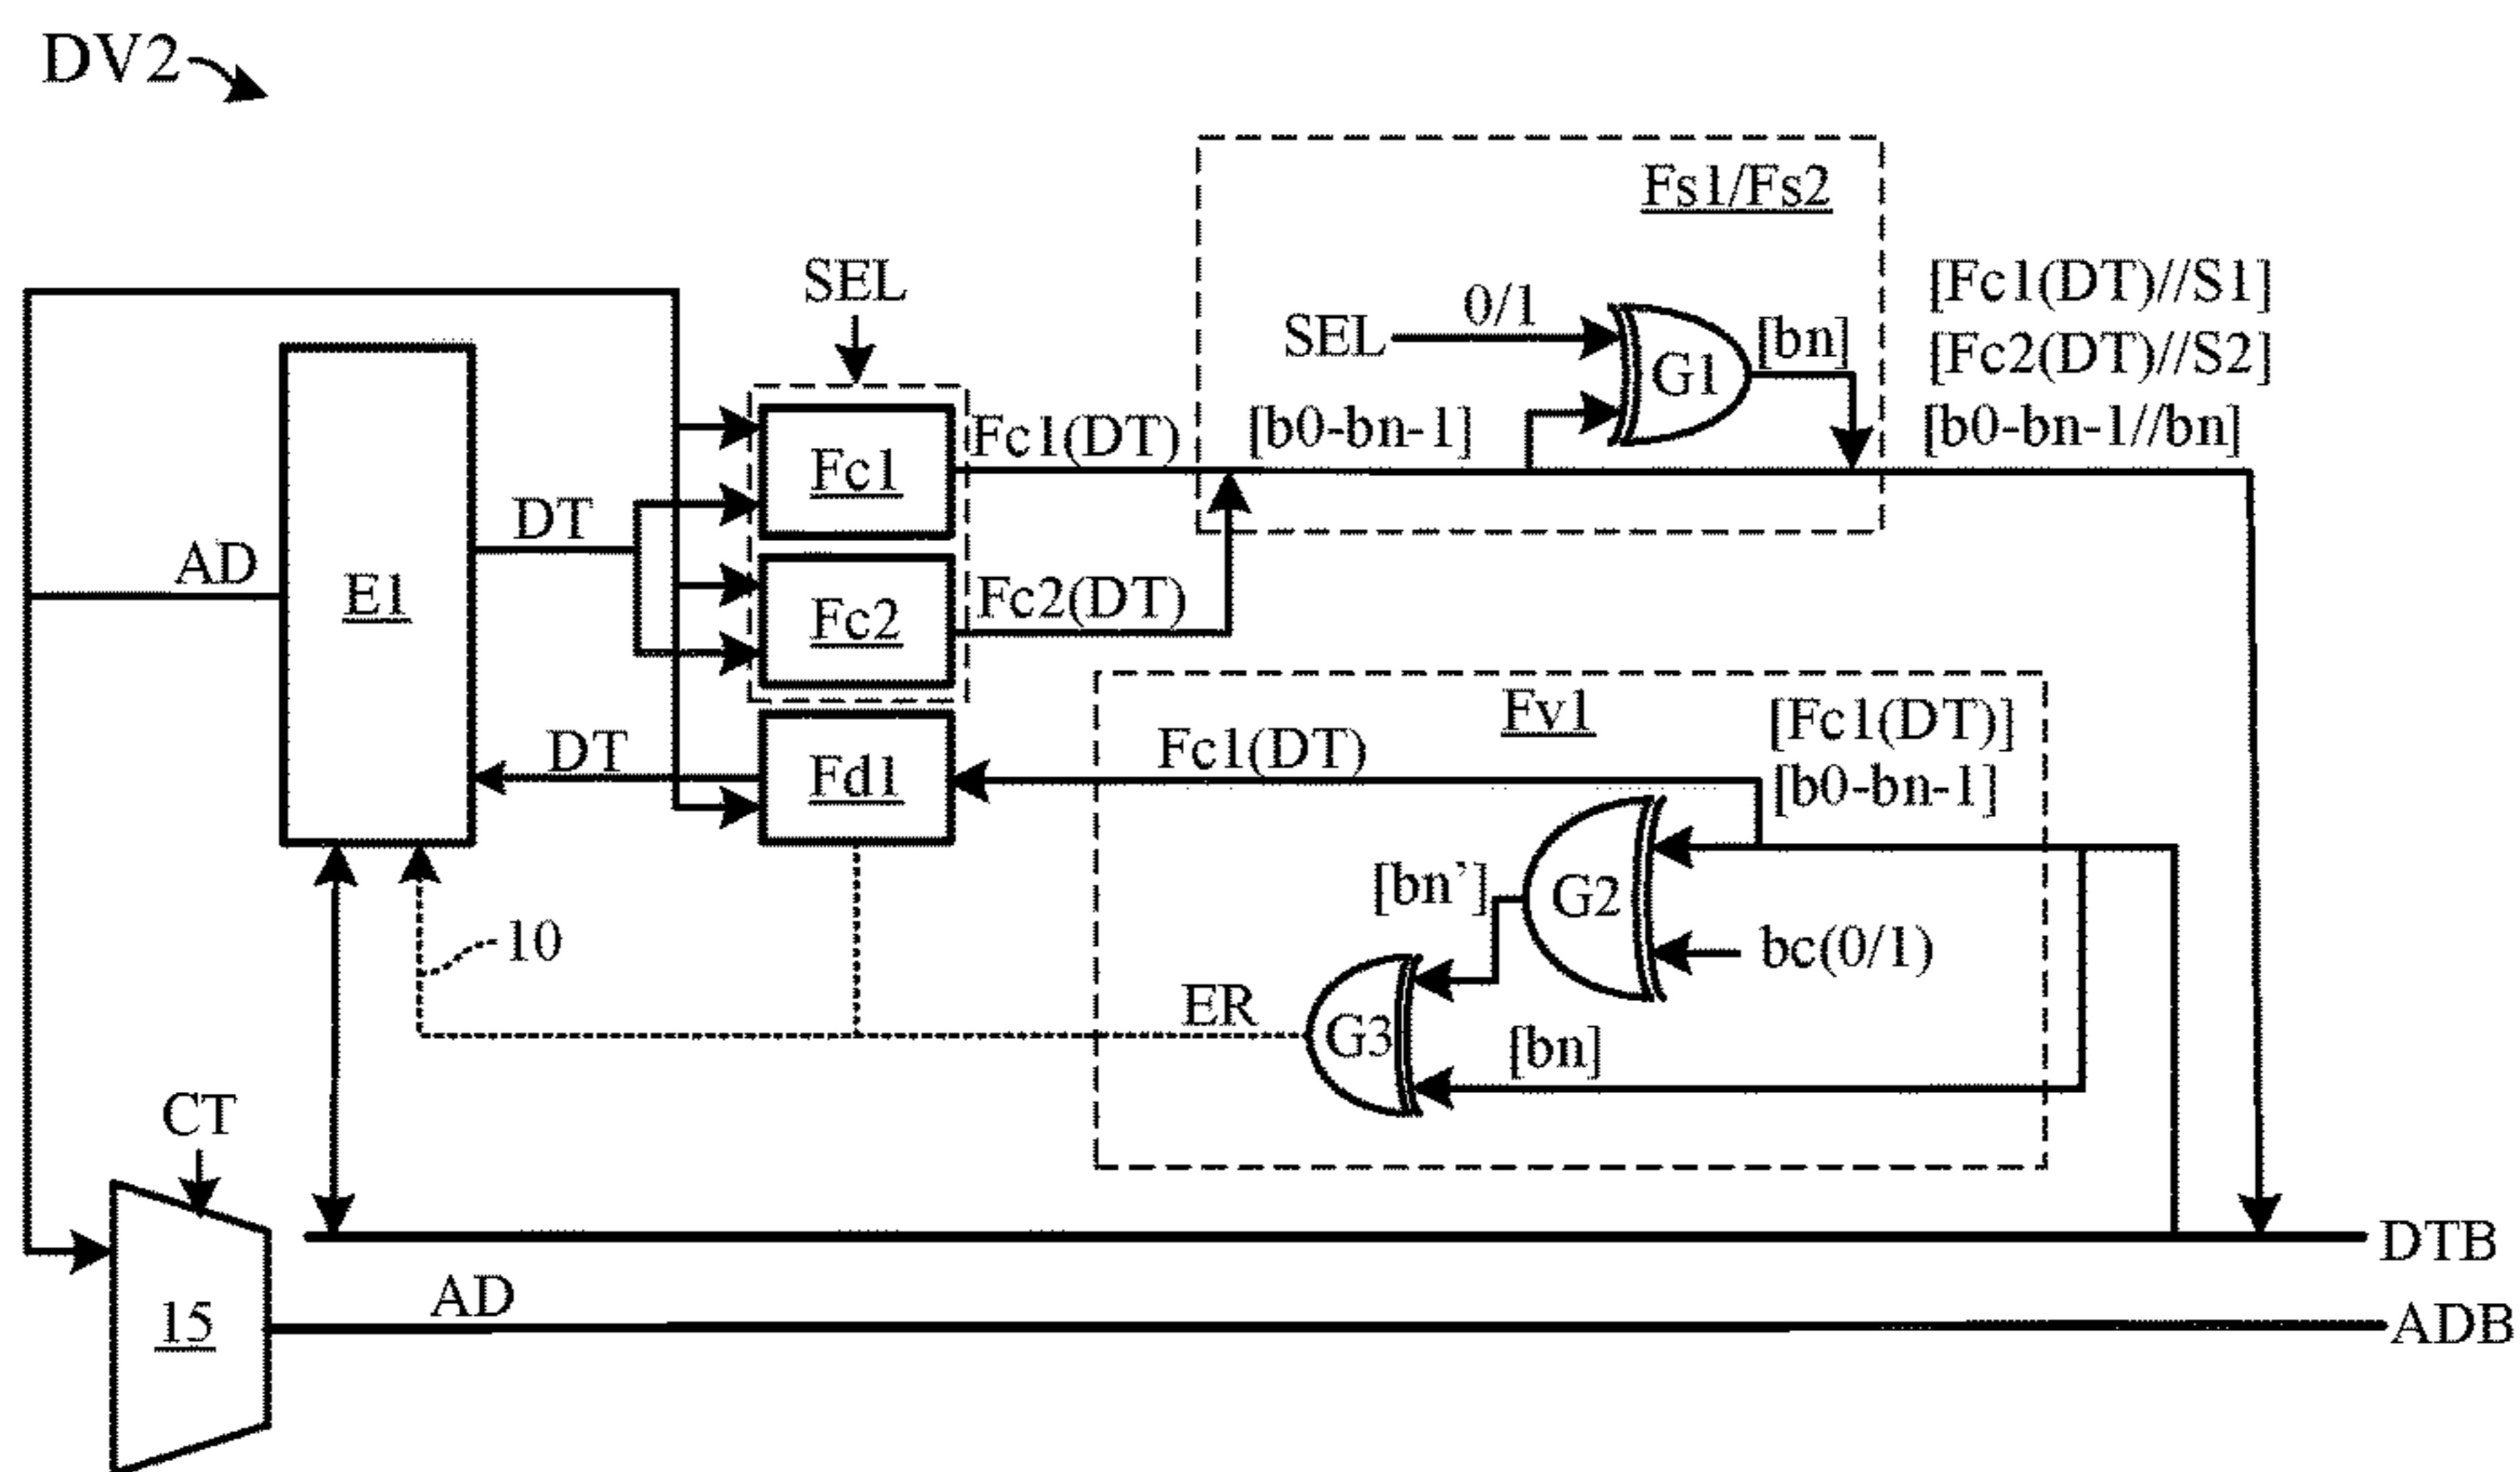 DV2
Fs1/Fs2
SEL
SEL
0/1
G1
[bn]
[Fc1(DT)//S1]
[Fc2(DT)//S2]
[b0-bn-1//bn]
[b0-bn-1]
Fc1
Fc1(DT)
DT
AD
E1
Fc2
Fc2(DT)
Fv1
[Fc1(DT)]
[b0-bn-1]
Fc1(DT)
DT
Fd1
[bn’]
G2
bc(0/1)
10
ER
G3
[bn]
CT
DTB
AD
15
ADB